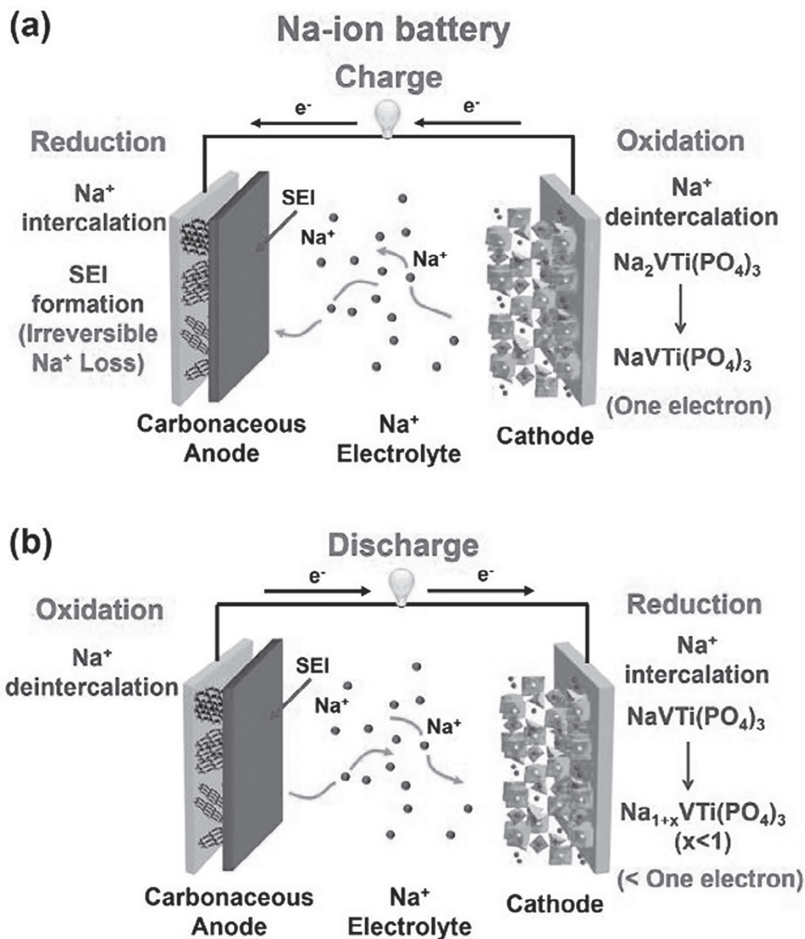 (a)
Na-ion battery
Charge
e⁻
e⁻
Reduction
Oxidation
Na⁺
intercalation
SEI
formation
(Irreversible
Na⁺ Loss)
SEI
Na⁺
Na⁺
Na⁺
deintercalation
Na₂VTi(PO₄)₃
NaVTi(PO₄)₃
(One electron)
Carbonaceous
Anode
Na⁺
Electrolyte
Cathode
(b)
Discharge
e⁻
e⁻
Oxidation
Reduction
Na⁺
deintercalation
SEI
Na⁺
Na⁺
Na⁺
intercalation
NaVTi(PO₄)₃
Na₁₊ₓVTi(PO₄)₃
(x<1)
(< One electron)
Carbonaceous
Anode
Na⁺
Electrolyte
Cathode